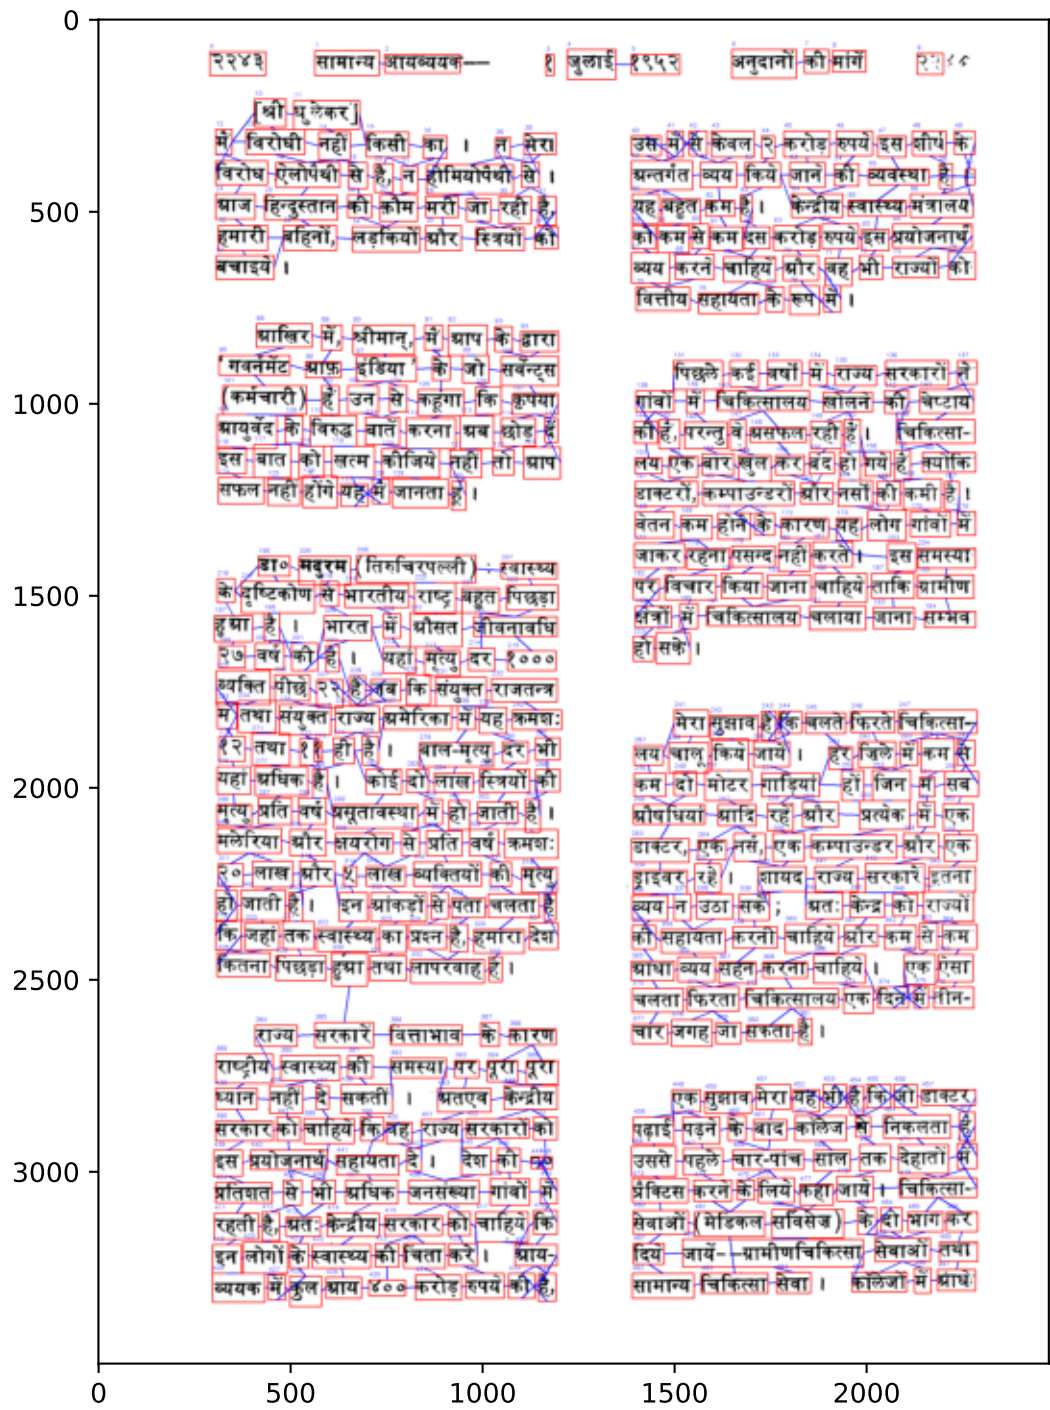 २२४३ सामान्य आयव्ययक— १ जुलाई १९५२ अनुदानों की मांगें
[श्री धुलेकर]
में विरोधी नहीं किसी का । न मेरा
विरोध ऐलोपैथी से है, न होमियोपैथी से ।
आज हिन्दुस्तान की क़ौम मरी जा रही है,
हमारी बहिनों, लड़कियों और स्त्रियों को
बचाइये ।
आखिर में, श्रीमान्, मैं आप के द्वारा
'गवर्नमेंट आफ़ इंडिया' के जो सर्वेन्ट्स
(कर्मचारी) हैं उन से कहूंगा कि कृपया
आयुर्वेद के विरुद्ध बातें करना अब छोड़ दें
इस बात को खत्म कीजिये नहीं तो आप
सफल नहीं होंगे यह मैं जानता हूं ।
डा० मदुरम (तिरुचिरपल्ली) : स्वास्थ्य
के दृष्टिकोण से भारतीय राष्ट्र बहुत पिछड़ा
हुआ है । भारत में औसत जीवनावधि
२७ वर्ष की है । यहां मृत्यु दर १०००
व्यक्ति पीछे २२ है जब कि संयुक्त राजतन्त्र
में तथा संयुक्त राज्य अमेरिका में यह क्रमशः
१२ तथा ११ ही है । बाल-मृत्यु दर भी
यहां अधिक है । कोई दो लाख स्त्रियों की
मृत्यु प्रति वर्ष प्रसूतावस्था में हो जाती है ।
मलेरिया और क्षयरोग से प्रति वर्ष क्रमशः
२० लाख और ५ लाख व्यक्तियों की मृत्यु
हो जाती है । इन आंकड़ों से पता चलता है
कि जहां तक स्वास्थ्य का प्रश्न है, हमारा देश
कितना पिछड़ा हुआ तथा लापरवाह है ।
राज्य सरकारें वित्ताभाव के कारण
राष्ट्रीय स्वास्थ्य की समस्या पर पूरा पूरा
ध्यान नहीं दे सकतीं । अतएव केन्द्रीय
सरकार को चाहिये कि वह राज्य सरकारों को
इस प्रयोजनार्थ सहायता दे । देश की
प्रतिशत से भी अधिक जनसंख्या गांवों में
रहती है, अतः केन्द्रीय सरकार को चाहिये कि
इन लोगों के स्वास्थ्य की चिंता करे । आय-
व्ययक में कुल प्राय ४०० करोड़ रुपये की है,
उस में से केवल २ करोड़ रुपये इस शीर्ष के
अन्तर्गत व्यय किये जाने की व्यवस्था है ।
यह बहुत कम है । केन्द्रीय स्वास्थ्य मंत्रालय
को कम से कम दस करोड़ रुपये इस प्रयोजनार्थ
व्यय करने चाहियें और वह भी राज्यों को
वित्तीय सहायता के रूप में ।
पिछले कई वर्षों में राज्य सरकारों ने
गांवों में चिकित्सालय खोलने की चेष्टायें
की हैं, परन्तु वे असफल रही हैं । चिकित्सा-
लय एक बार खुल कर बंद हो गये हैं क्योंकि
डाक्टरों, कम्पाउन्डरों और नर्सों की कमी है ।
वेतन कम होने के कारण यह लोग गांवों में
जाकर रहना पसन्द नहीं करते । इस समस्या
पर विचार किया जाना चाहिये ताकि ग्रामीण
क्षेत्रों में चिकित्सालय चलाया जाना सम्भव
हो सके ।
मेरा सुझाव है कि चलते फिरते चिकित्सा-
लय चालू किये जायें । हर ज़िले में कम से
कम दो मोटर गाड़ियां हों जिन में सब
औषधियां आदि रहें और प्रत्येक में एक
डाक्टर, एक नर्स, एक कम्पाउन्डर और एक
ड्राइवर रहे । शायद राज्य सरकारें इतना
व्यय न उठा सकें ; अतः केन्द्र को राज्यों
की सहायता करनी चाहिये और कम से कम
आधा व्यय सहन करना चाहिये । एक ऐसा
चलता फिरता चिकित्सालय एक दिन में तीन-
चार जगह जा सकता है ।
एक सुझाव मेरा यह भी है कि जो डाक्टर,
पढ़ाई पढ़ने के बाद कॉलेज से निकलता है
उससे पहले चार-पांच साल तक देहातों में
प्रैक्टिस करने के लिये कहा जाये । चिकित्सा-
सेवाओं (मेडिकल सर्विसेज) के दो भाग कर
दिये जायें——ग्रामीण चिकित्सा सेवाओं तथा
सामान्य चिकित्सा सेवा । कॉलेजों में आधे